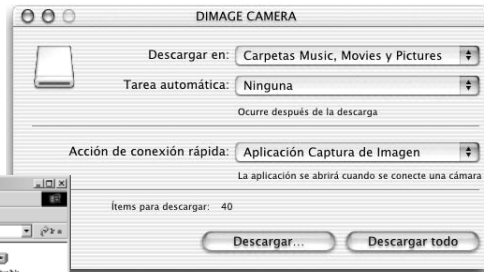 DIMAGE CAMERA
Descargar en: Carpetas Music, Movies y Pictures
Tarea automática: Ninguna
Ocurre después de la descarga
Acción de conexión rápida: Aplicación Captura de Imagen
La aplicación se abrirá cuando se conecte una cámara
Ítems para descargar: 40
Descargar... Descargar todo